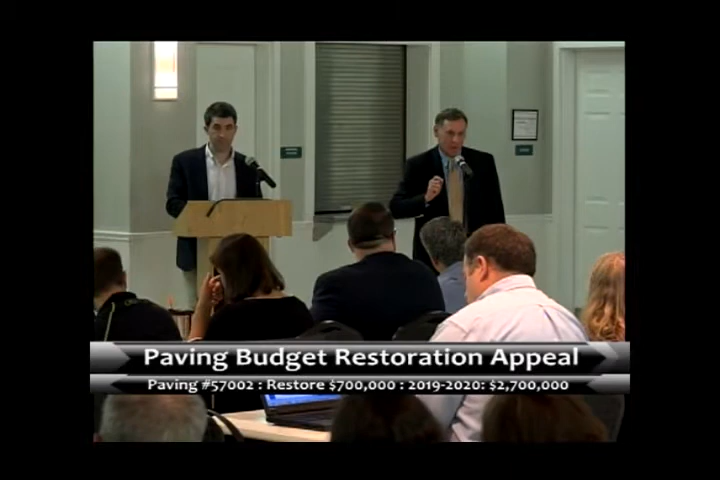 Paving Budget Restoration Appeal
Paving #57002 : Restore $700,000 : 2019-2020: $2,700,000